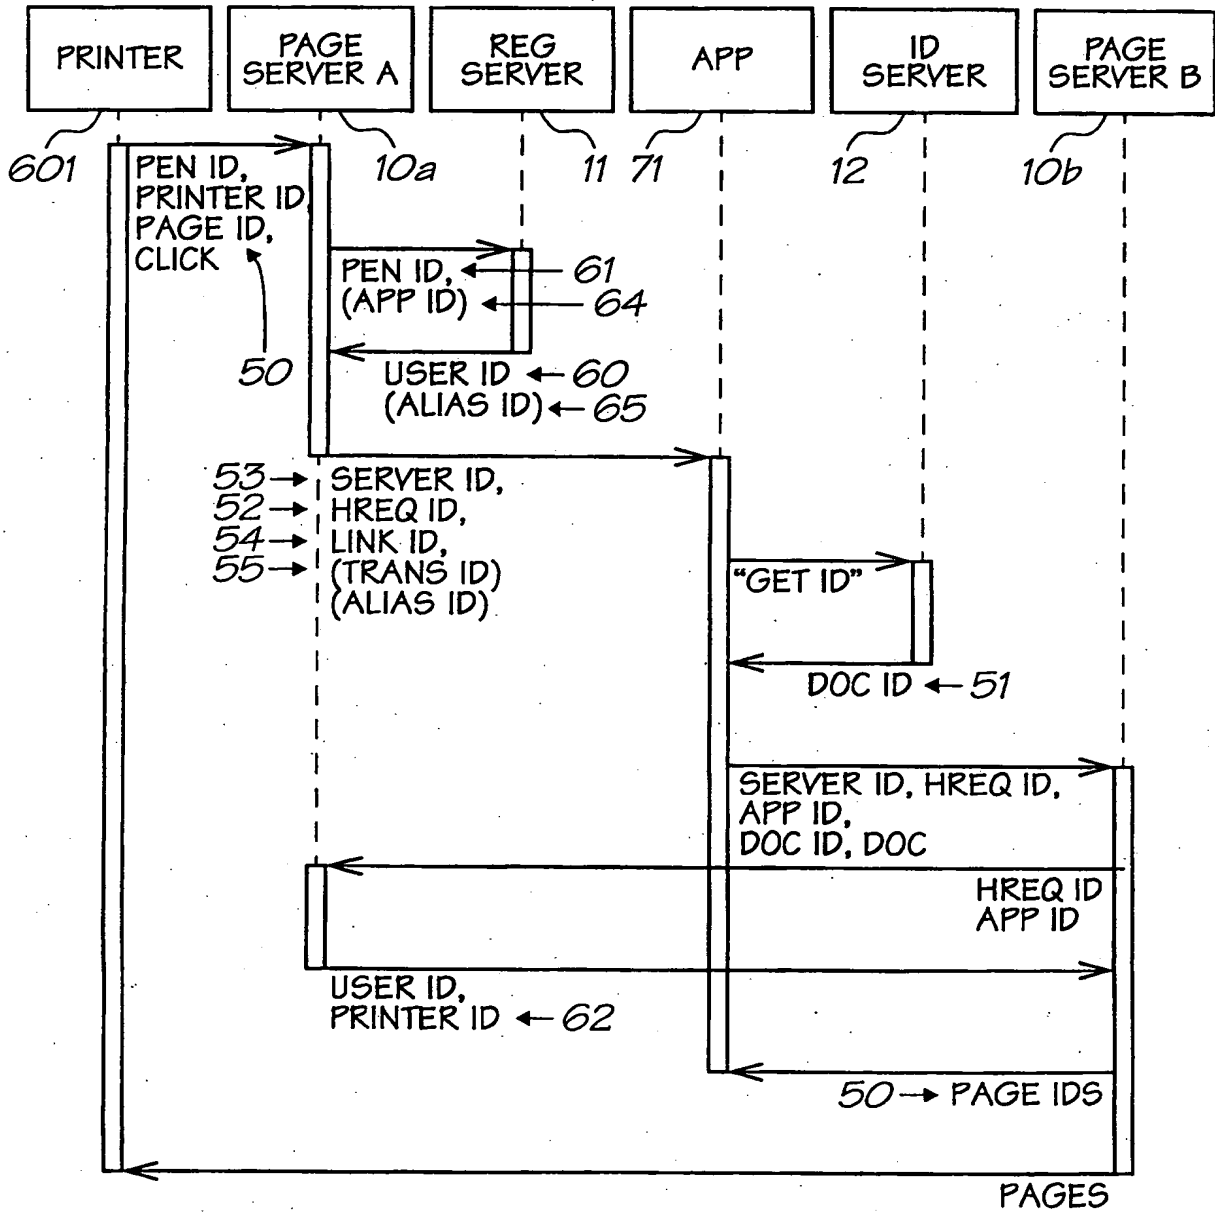 PRINTER
PAGE
SERVER A
REG
SERVER
APP
ID
SERVER
PAGE
SERVER B
601
10a
11
71
12
10b
PEN ID,
PRINTER ID
PAGE ID,
CLICK
50
PEN ID,
(APP ID)
61
64
USER ID
(ALIAS ID)
60
65
53
52
54
55
SERVER ID,
HREQ ID,
LINK ID,
(TRANS ID)
(ALIAS ID)
"GET ID"
DOC ID
51
SERVER ID, HREQ ID,
APP ID,
DOC ID, DOC
HREQ ID
APP ID
USER ID,
PRINTER ID
62
50
PAGE IDS
PAGES